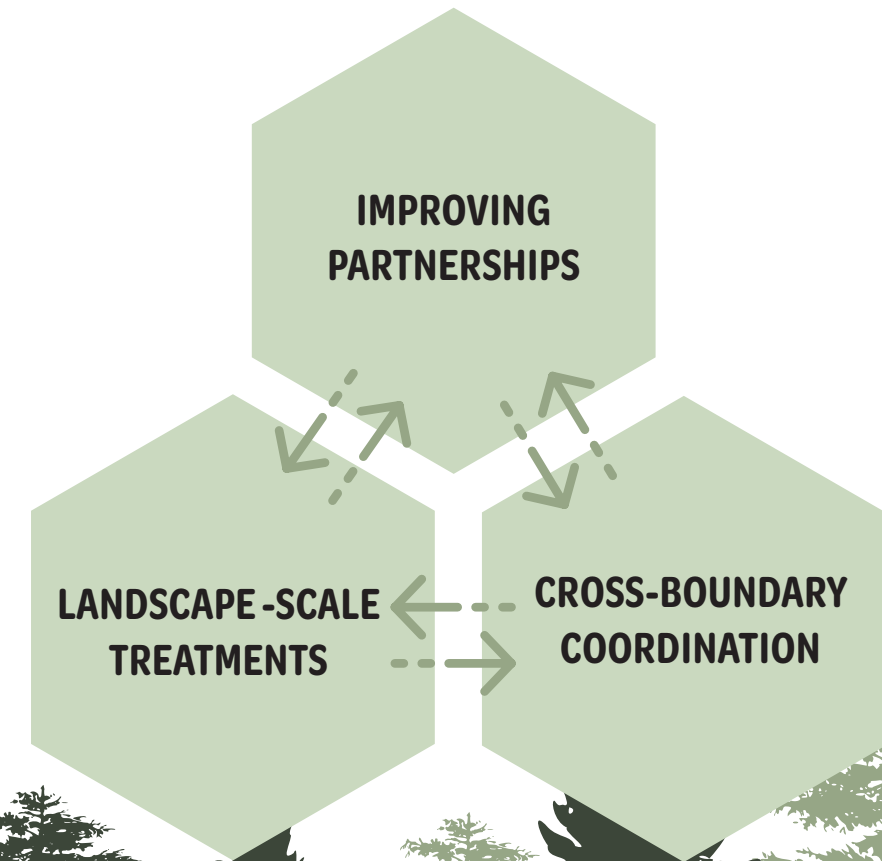 IMPROVING
PARTNERSHIPS
LANDSCAPE -SCALE
TREATMENTS
CROSS-BOUNDARY
COORDINATION